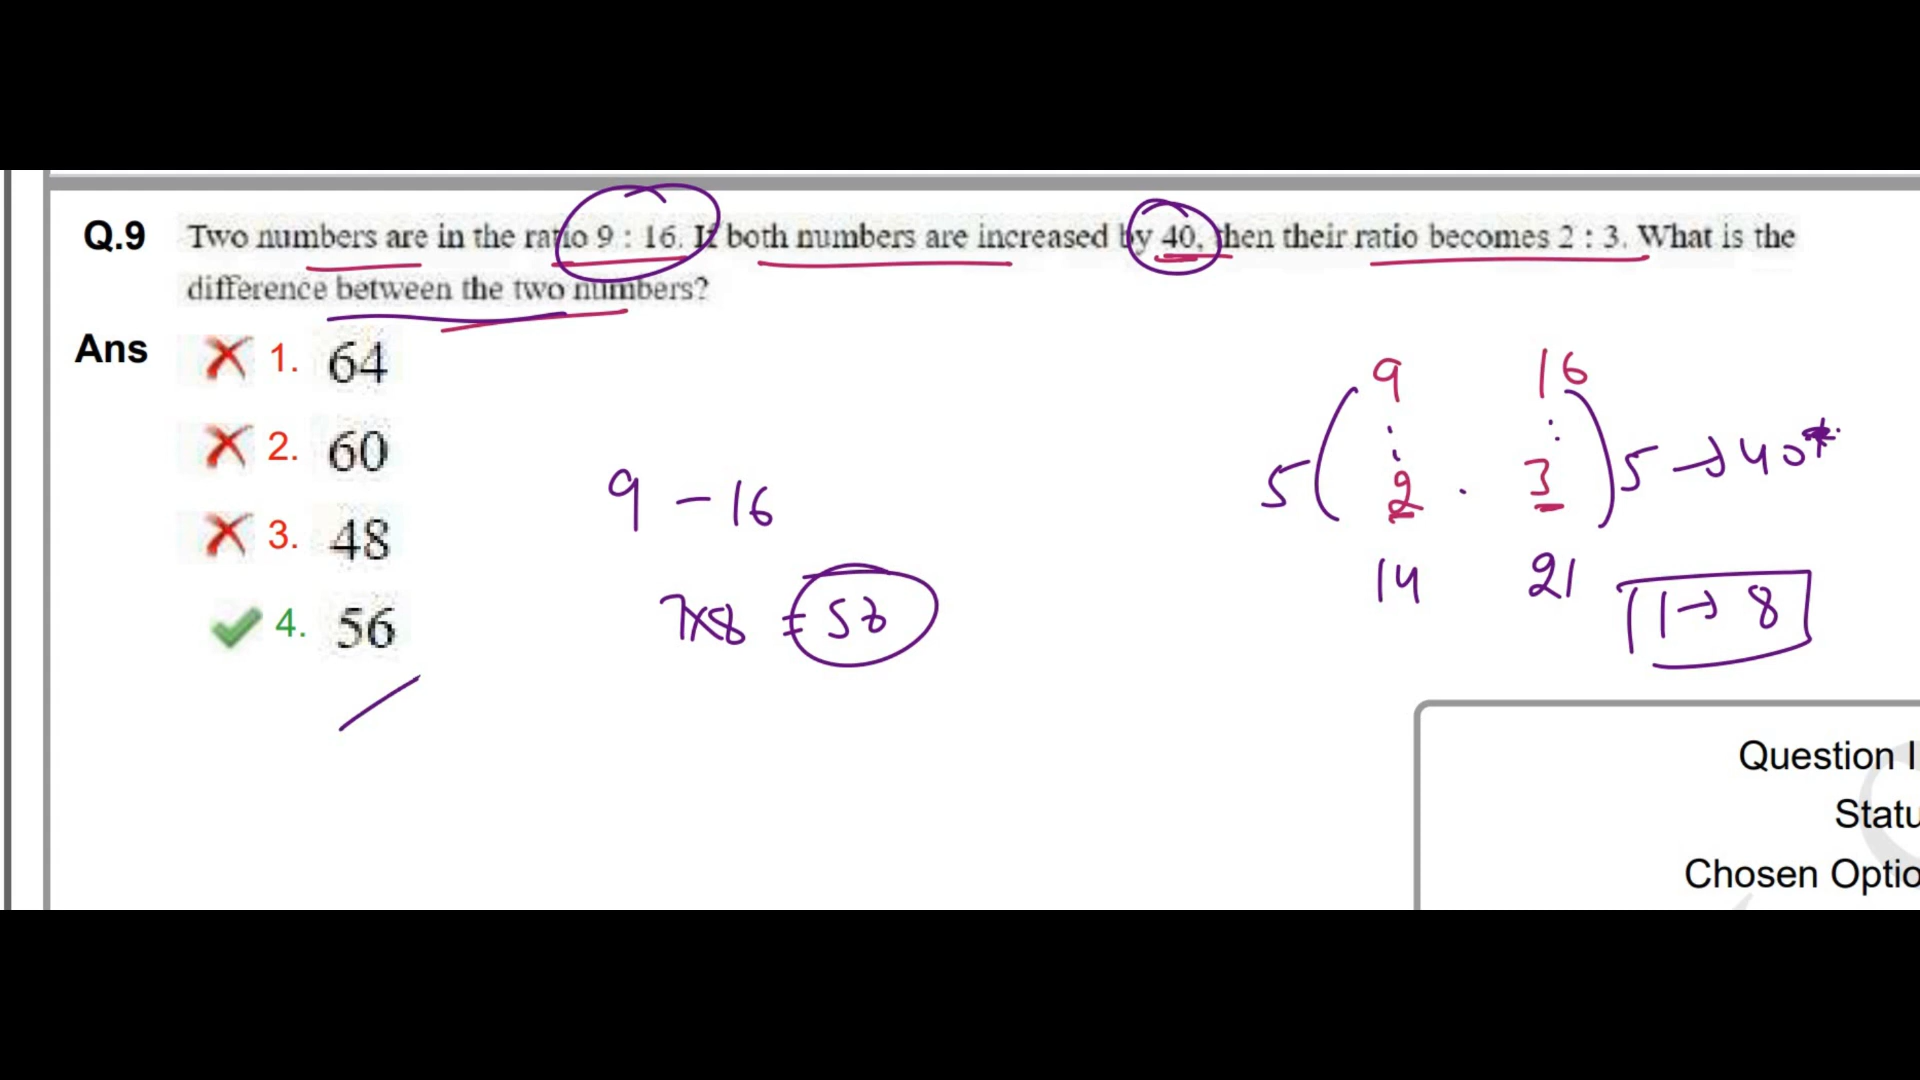 Q.9 Two numbers are in the ratio 9 : 16. If both numbers are increased by 40, then their ratio becomes 2 : 3. What is the
difference between the two numbers?
Ans
1. 64
2. 60
3. 48
4. 56
9 - 16
7x8 = 56
9 16
5 2 . 3 5 → 40
14 21
1 → 8
Question I
Statu
Chosen Optio